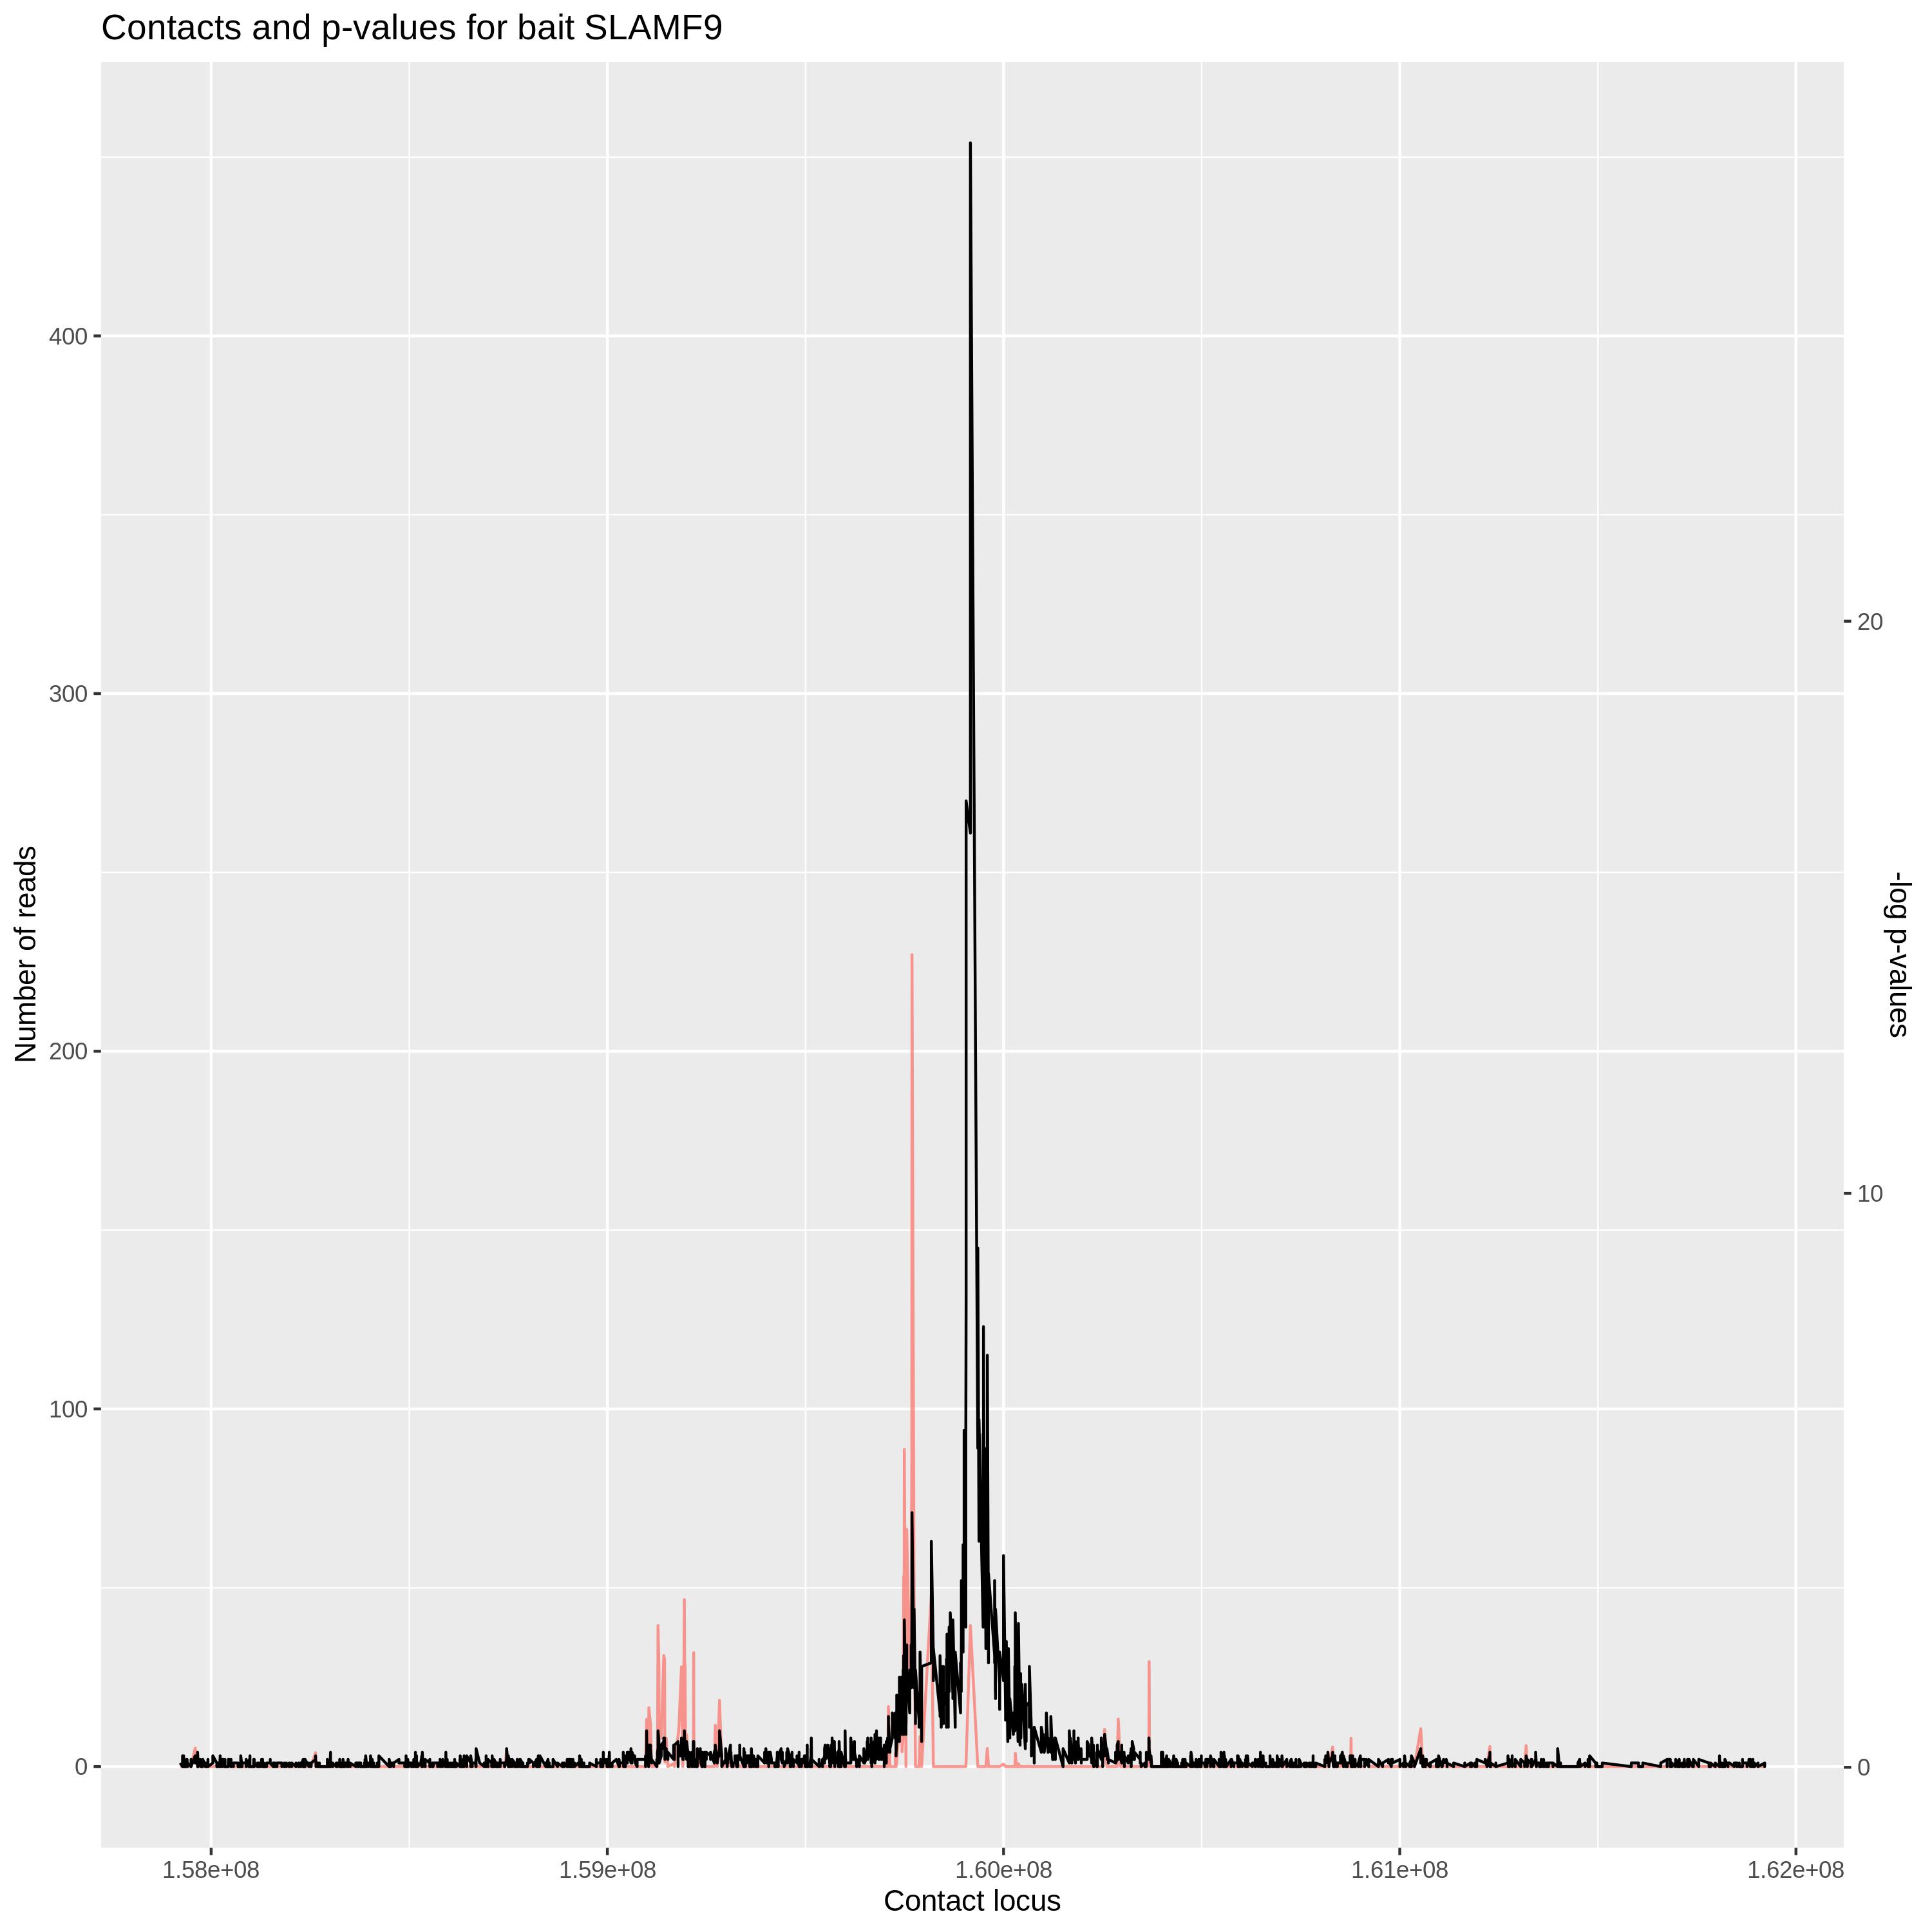 Contacts and p-values for bait SLAMF9
Number of reads
400
300
200
100
0
20
10
0
-log p-values
1.58e+08
1.59e+08
1.60e+08
1.61e+08
1.62e+08
Contact locus